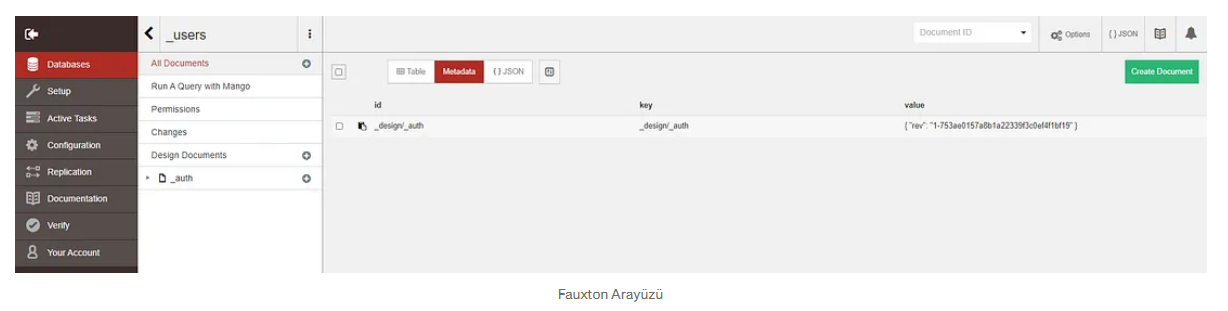 _users
Document ID
Options
{ } JSON
Databases
Setup
Active Tasks
Configuration
Replication
Documentation
Verify
Your Account
All Documents
Run A Query with Mango
Permissions
Changes
Design Documents
_auth
Table
Metadata
{ } JSON
Create Document
id key value
_design/_auth _design/_auth { "rev": "1-753ae0157a8b1a22339f3c0ef4f1bf19" }
Fauxton Arayüzü